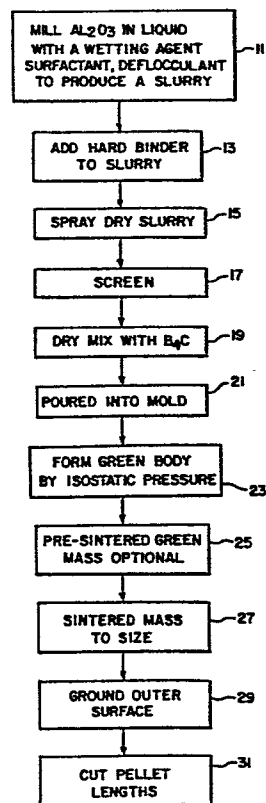 MILL AL2O3 IN LIQUID
WITH A WETTING AGENT
SURFACTANT, DEFLOCCULANT
TO PRODUCE A SLURRY
11
ADD HARD BINDER
TO SLURRY
13
SPRAY DRY SLURRY
15
SCREEN
17
DRY MIX WITH B4C
19
21
POURED INTO MOLD
FORM GREEN BODY
BY ISOSTATIC PRESSURE
23
PRE-SINTERED GREEN
MASS OPTIONAL
25
SINTERED MASS
TO SIZE
27
GROUND OUTER
SURFACE
29
CUT PELLET
LENGTHS
31